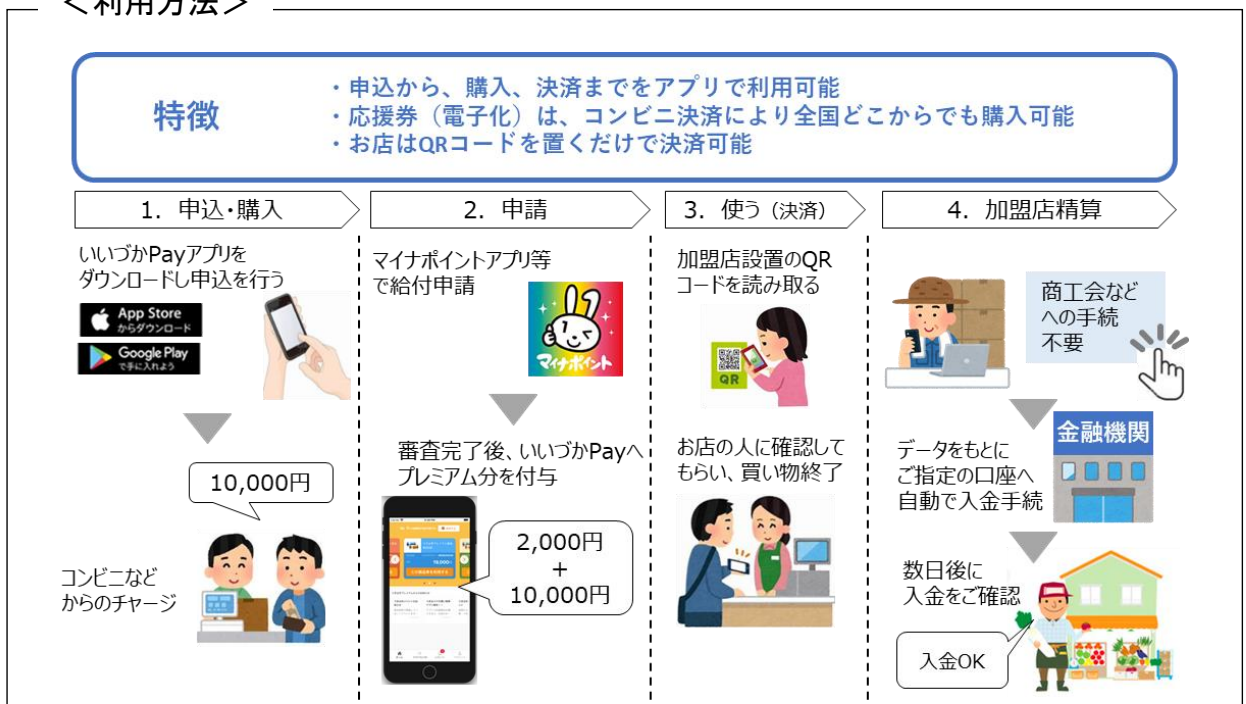 ＜利用方法＞
特徴
・申込から、購入、決済までをアプリで利用可能
・応援券（電子化）は、コンビニ決済により全国どこからでも購入可能
・お店はQRコードを置くだけで決済可能
1. 申込・購入
いいづかPayアプリを
ダウンロードし申込を行う
App Store
からダウンロード
Google Play
で手に入れよう
10,000円
コンビニなど
からのチャージ
2. 申請
マイナポイントアプリ等
で給付申請
マイナポイント
審査完了後、いいづかPayへ
プレミアム分を付与
2,000円
+
10,000円
3. 使う（決済）
加盟店設置のQR
コードを読み取る
QR
お店の人に確認して
もらい、買い物終了
4. 加盟店精算
商工会など
への手続
不要
金融機関
データをもとに
ご指定の口座へ
自動で入金手続
数日後に
入金をご確認
入金OK